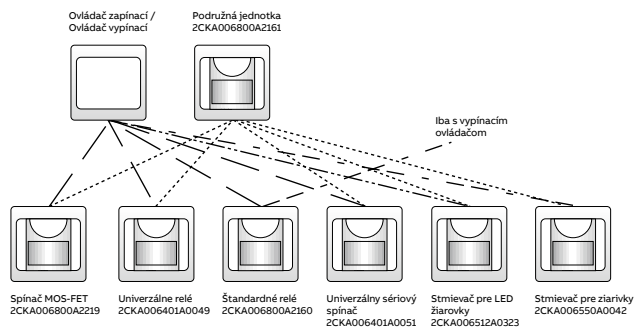 Ovládač zapínací /
Ovládač vypínací
Podružná jednotka
2CKA006800A2161
Iba s vypínacím
ovládačom
Spínač MOS-FET
2CKA006800A2219
Univerzálne relé
2CKA006401A0049
Štandardné relé
2CKA006800A2160
Univerzálny sériový
spínač
2CKA006401A0051
Stmievač pre LED
žiarovky
2CKA006512A0323
Stmievač pre ziarivky
2CKA006550A0042